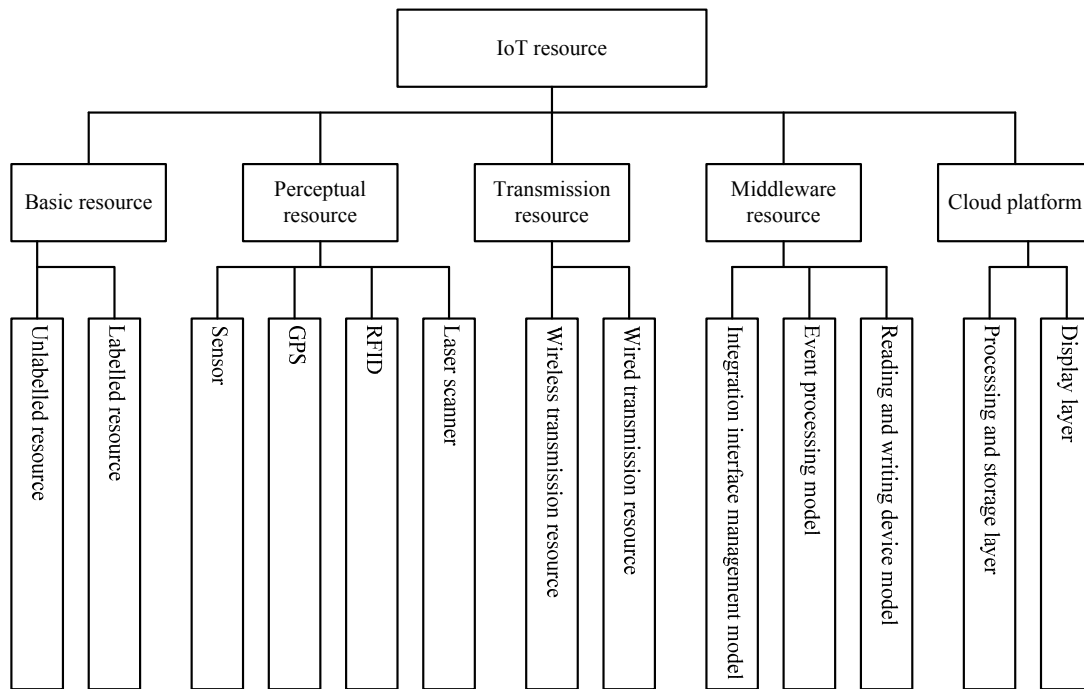 IoT resource
Basic resource
Perceptual
resource
Transmission
resource
Middleware
resource
Cloud platform
Unlabelled resource
Labelled resource
Sensor
GPS
RFID
Laser scanner
Wireless transmission resource
Wired transmission resource
Integration interface management model
Event processing model
Reading and writing device model
Processing and storage layer
Display layer